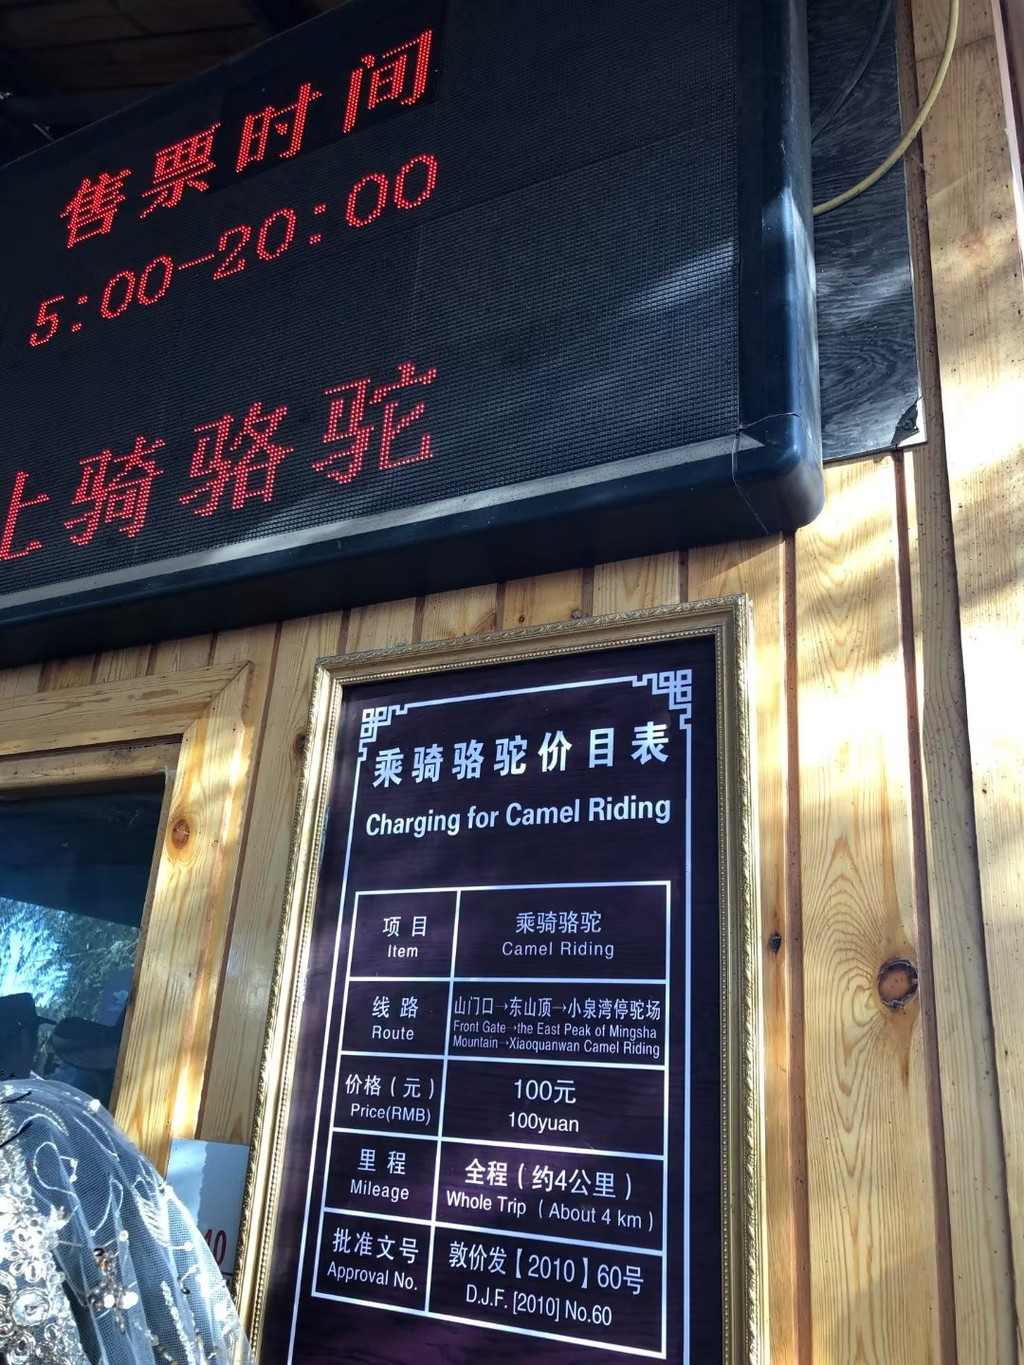 售票时间
5:00-20:00
上骑骆驼
乘骑骆驼价目表
Charging for Camel Riding
项目
Item
乘骑骆驼
Camel Riding
线路
Route
山门口→东山顶→小泉湾停驼场
Front Gate→the East Peak of Mingsha
Mountain→Xiaoquanwan Camel Riding
价格（元）
Price(RMB)
100元
100yuan
里程
Mileage
全程（约4公里）
Whole Trip （About 4 km）
批准文号
Approval No.
敦价发【2010】60号
D.J.F. [2010] No.60